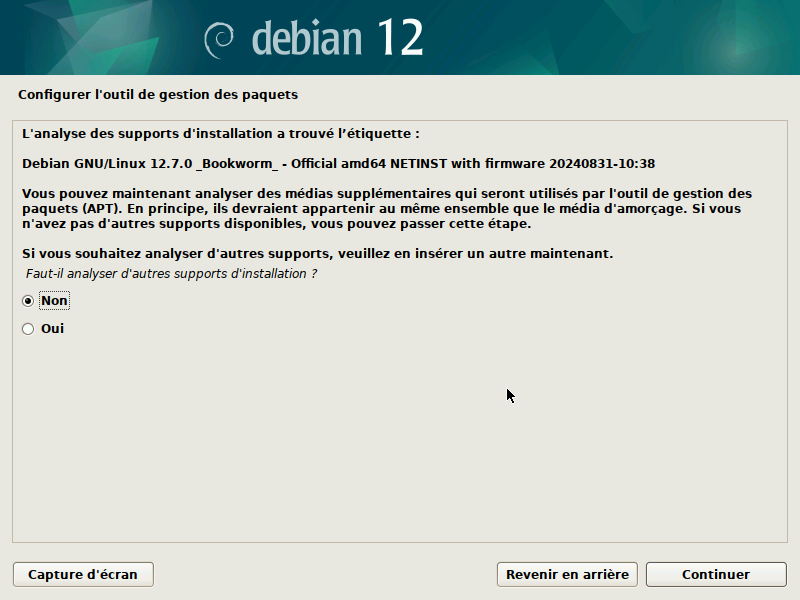 debian 12
Configurer l'outil de gestion des paquets
L'analyse des supports d'installation a trouvé l’étiquette :
Debian GNU/Linux 12.7.0 _Bookworm_ - Official amd64 NETINST with firmware 20240831-10:38
Vous pouvez maintenant analyser des médias supplémentaires qui seront utilisés par l'outil de gestion des
paquets (APT). En principe, ils devraient appartenir au même ensemble que le média d'amorçage. Si vous
n'avez pas d'autres supports disponibles, vous pouvez passer cette étape.
Si vous souhaitez analyser d'autres supports, veuillez en insérer un autre maintenant.
Faut-il analyser d'autres supports d'installation ?
Non
Oui
Capture d'écran
Revenir en arrière
Continuer